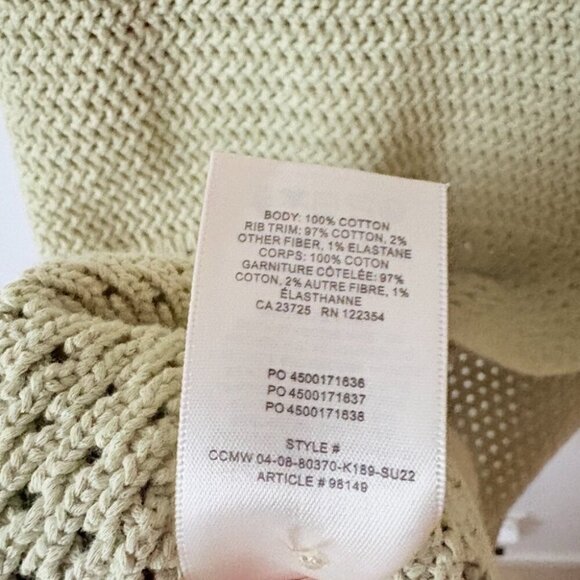 BODY: 100% COTTON
RIB TRIM: 97% COTTON, 2%
OTHER FIBER, 1% ELASTANE
CORPS: 100% COTON
GARNITURE CÔTELÉE: 97%
COTON, 2% AUTRE FIBRE, 1%
ÉLASTHANNE
CA 23725 RN 122354
PO 4500171636
PO 4500171637
PO 4500171638
STYLE #
CCMW 04-08-80370-K189-SU22
ARTICLE # 98149